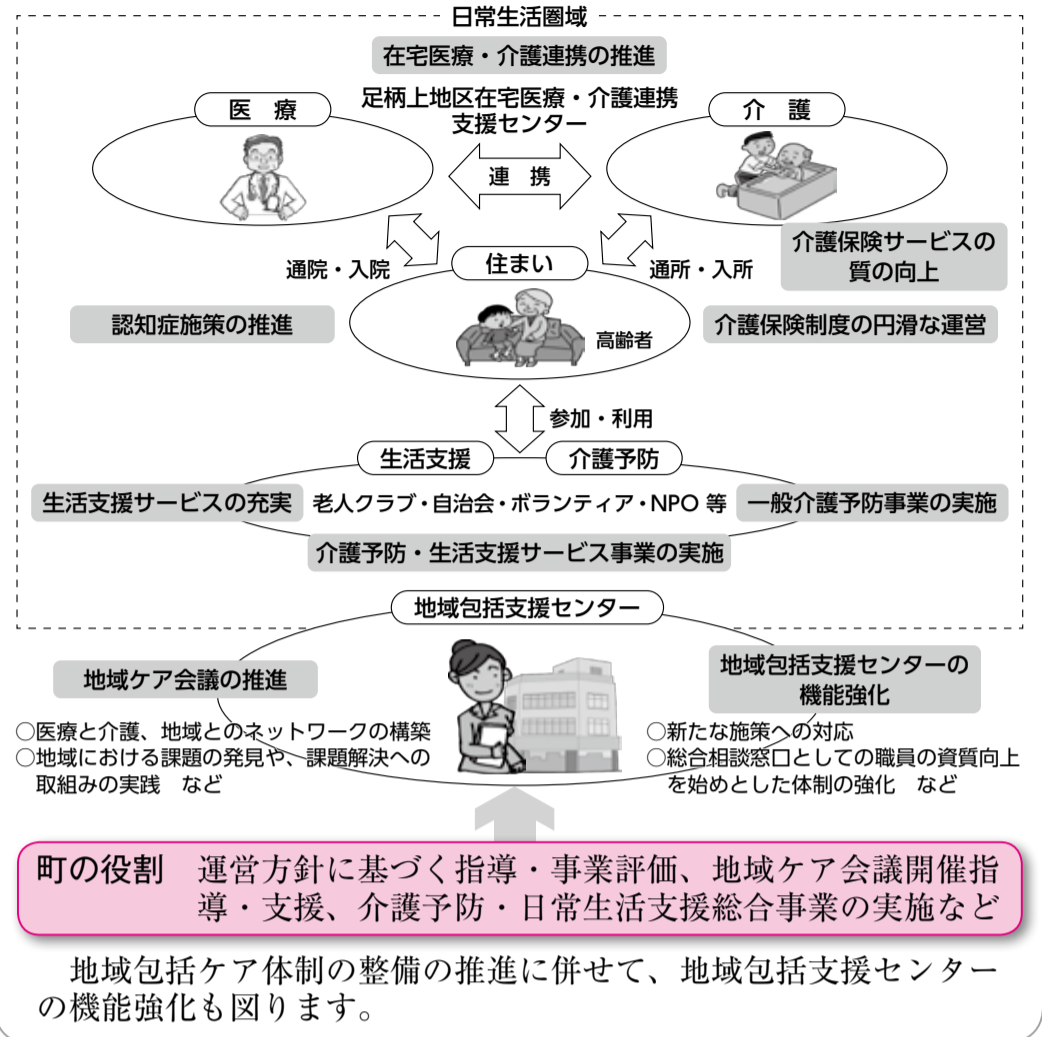 日常生活圏域
在宅医療・介護連携の推進
足柄上地区在宅医療・介護連携
支援センター
医 療
介 護
連 携
通院・入院
住まい
通所・入所
介護保険サービスの
質の向上
認知症施策の推進
高齢者
介護保険制度の円滑な運営
参加・利用
生活支援
介護予防
生活支援サービスの充実
老人クラブ・自治会・ボランティア・NPO 等
一般介護予防事業の実施
介護予防・生活支援サービス事業の実施
地域包括支援センター
地域ケア会議の推進
○医療と介護、地域とのネットワークの構築
○地域における課題の発見や、課題解決への
取組みの実践 など
地域包括支援センターの
機能強化
○新たな施策への対応
○総合相談窓口としての職員の資質向上
を始めとした体制の強化 など
町の役割 運営方針に基づく指導・事業評価、地域ケア会議開催指
導・支援、介護予防・日常生活支援総合事業の実施など
地域包括ケア体制の整備の推進に併せて、地域包括支援センター
の機能強化も図ります。